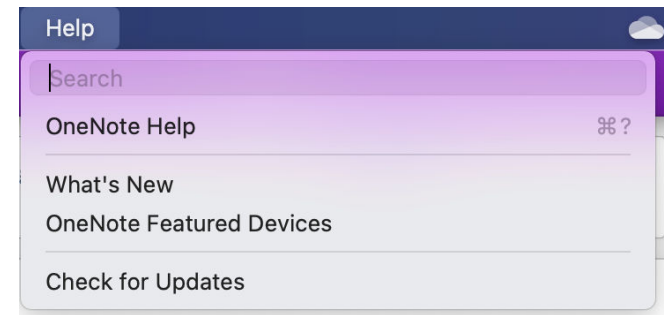 Help
Search
OneNote Help ⌘?
What's New
OneNote Featured Devices
Check for Updates